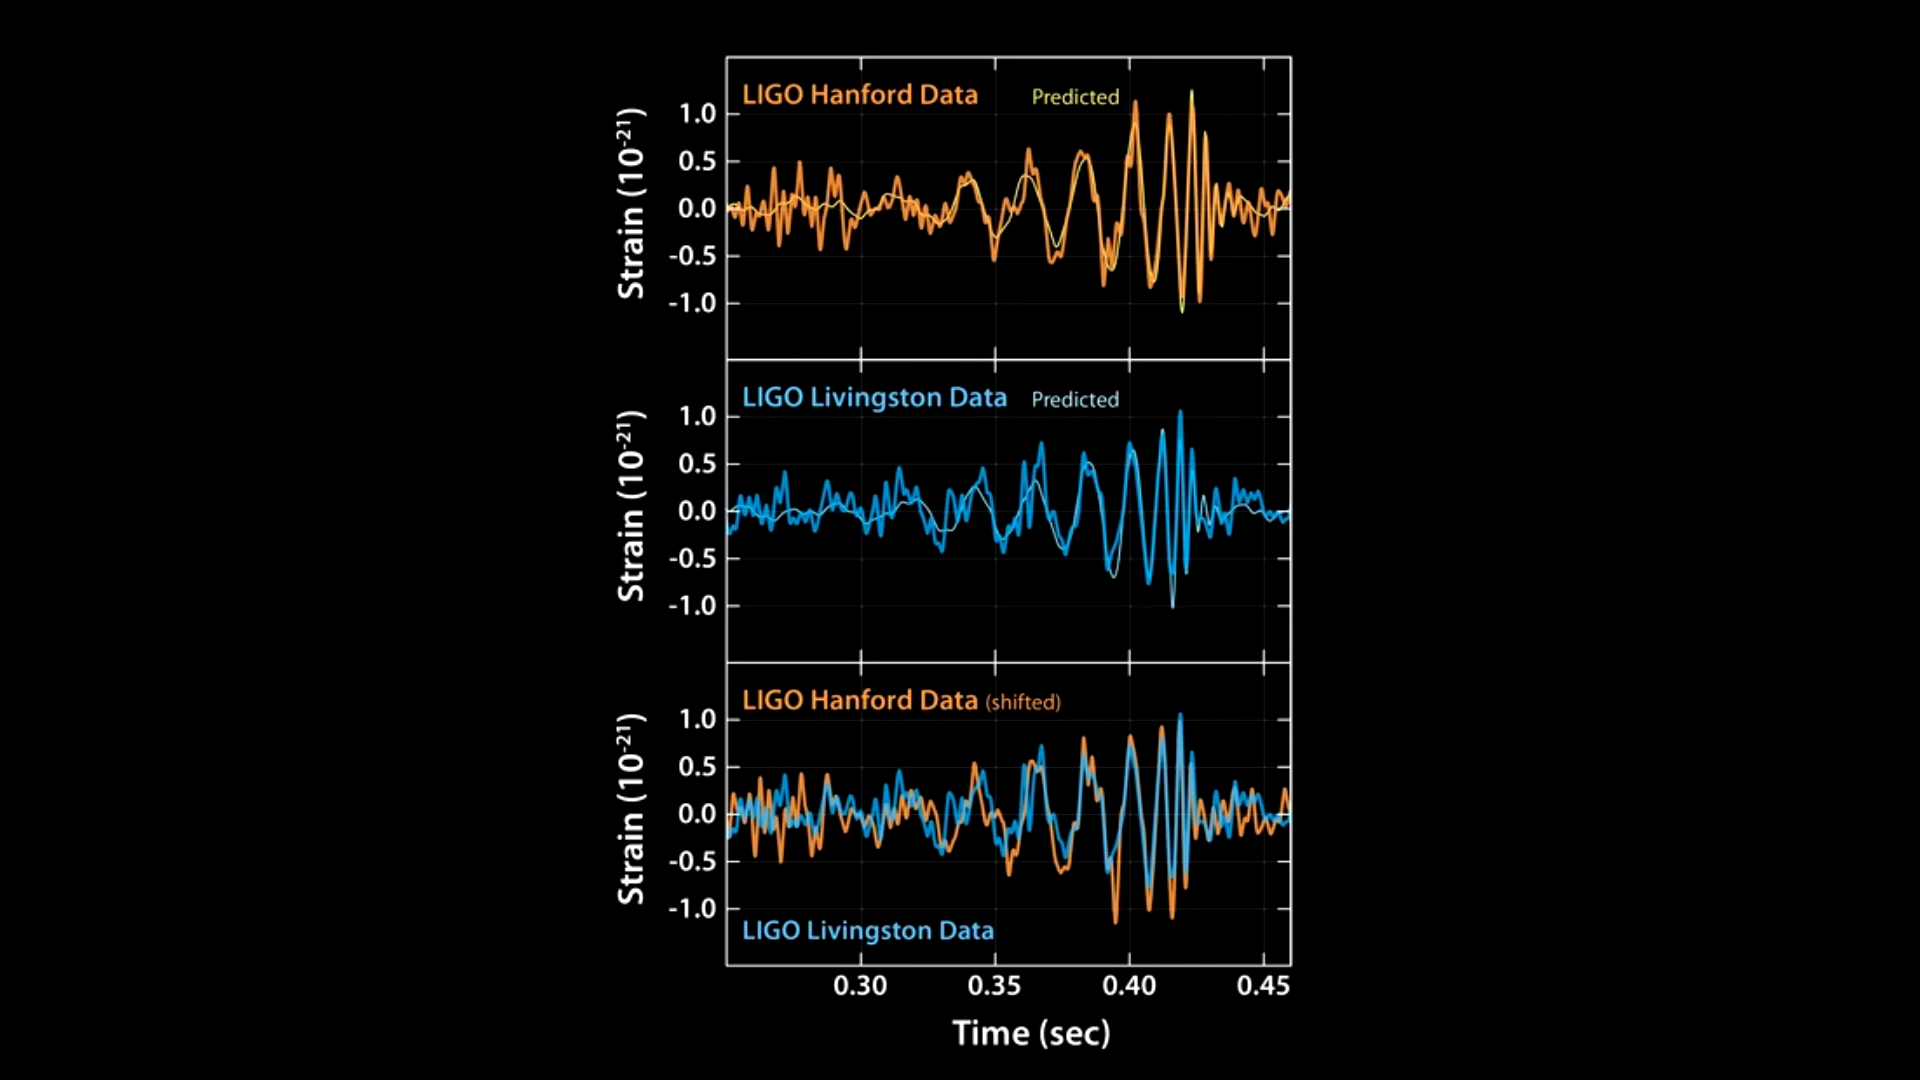 LIGO Hanford Data Predicted
Strain (10⁻²¹)
1.0
0.5
0.0
-0.5
-1.0
LIGO Livingston Data Predicted
Strain (10⁻²¹)
1.0
0.5
0.0
-0.5
-1.0
LIGO Hanford Data (shifted)
Strain (10⁻²¹)
1.0
0.5
0.0
-0.5
-1.0
LIGO Livingston Data
0.30 0.35 0.40 0.45
Time (sec)